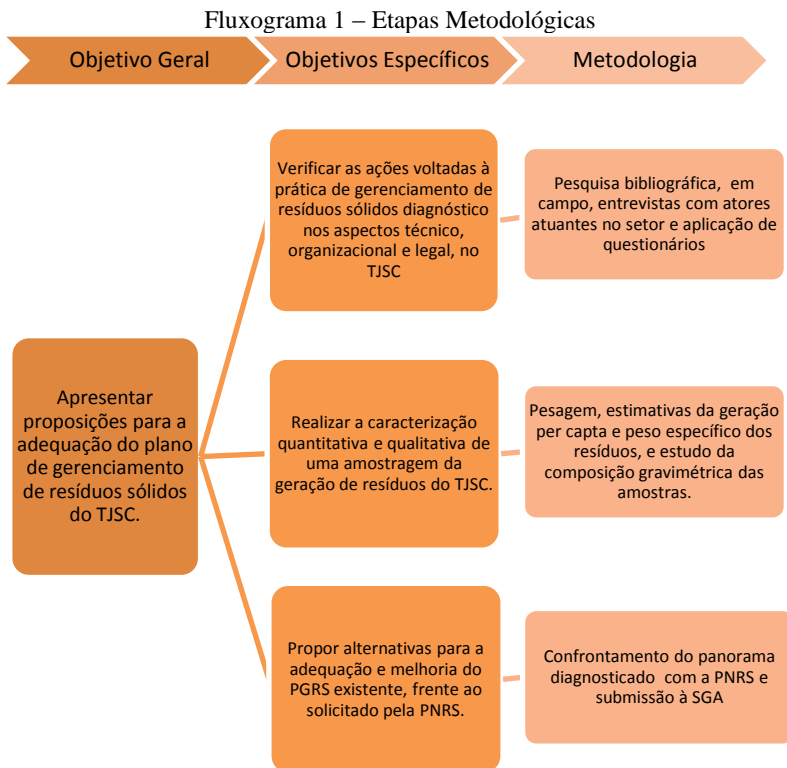 Fluxograma 1 – Etapas Metodológicas
Objetivo Geral
Objetivos Específicos
Metodologia
Apresentar
proposições para a
adequação do plano
de gerenciamento
de resíduos sólidos
do TJSC.
Verificar as ações voltadas à
prática de gerenciamento de
resíduos sólidos diagnóstico
nos aspectos técnico,
organizacional e legal, no
TJSC
Pesquisa bibliográfica, em
campo, entrevistas com atores
atuantes no setor e aplicação de
questionários
Realizar a caracterização
quantitativa e qualitativa de
uma amostragem da
geração de resíduos do TJSC.
Pesagem, estimativas da geração
per capta e peso específico dos
resíduos, e estudo da
composição gravimétrica das
amostras.
Propor alternativas para a
adequação e melhoria do
PGRS existente, frente ao
solicitado pela PNRS.
Confrontamento do panorama
diagnosticado com a PNRS e
submissão à SGA